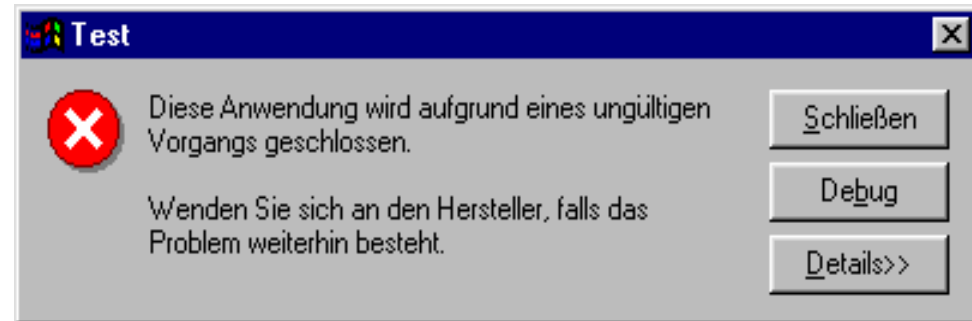 Test
Diese Anwendung wird aufgrund eines ungültigen
Vorgangs geschlossen.
Wenden Sie sich an den Hersteller, falls das
Problem weiterhin besteht.
Schließen
Debug
Details>>